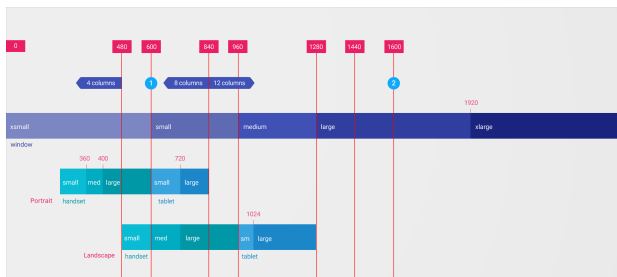 0 480 600 840 960 1280 1440 1600
4 columns 1 8 columns 12 columns 2
1920
xsmall small medium large xlarge
window
360 400 720
small med large small large
Portrait handset tablet
1024
small med large sm large
Landscape handset tablet